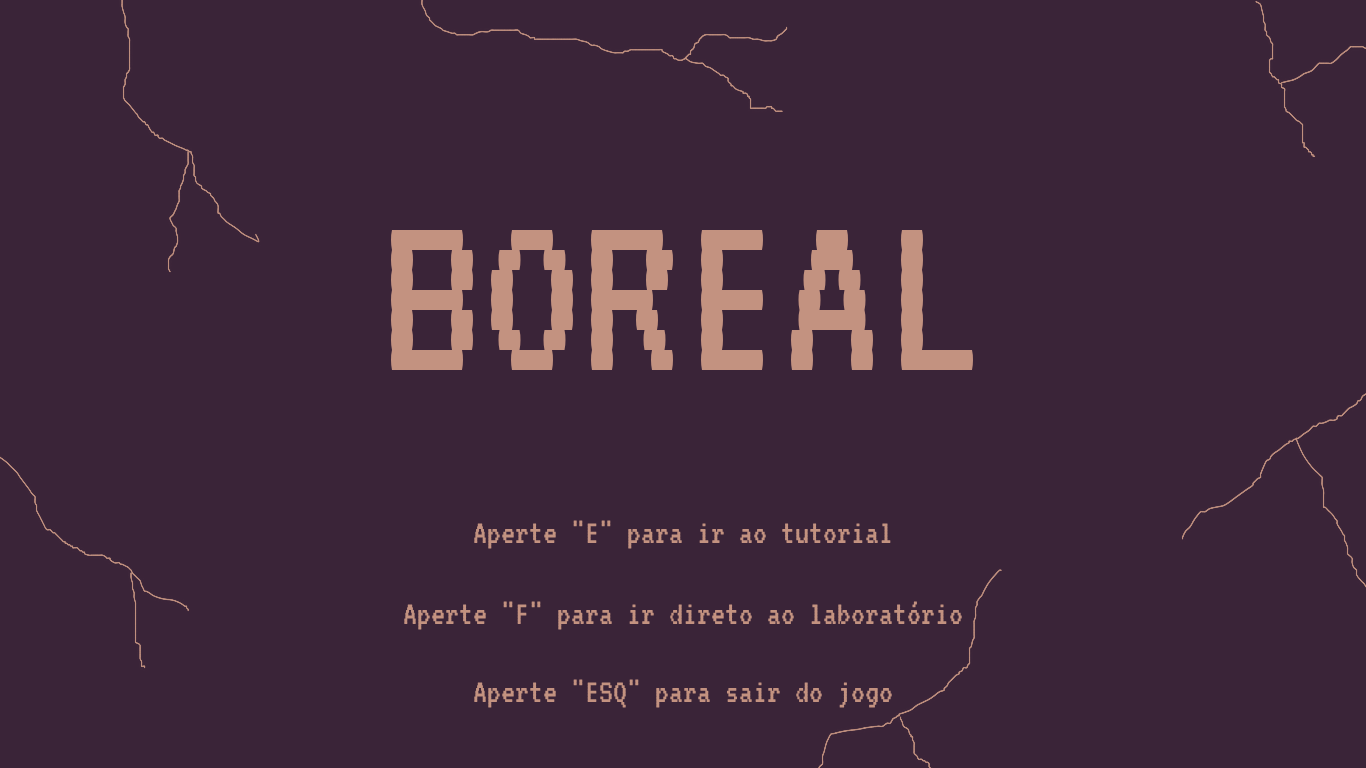 BOREAL
Aperte "E" para ir ao tutorial
Aperte "F" para ir direto ao laboratório
Aperte "ESQ" para sair do jogo